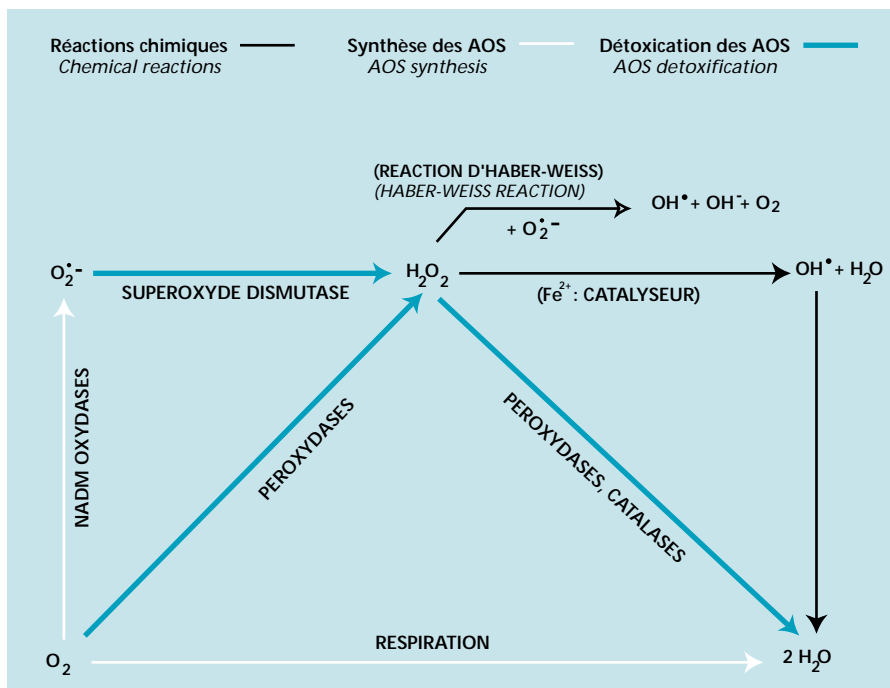 Réactions chimiques
Chemical reactions
Synthèse des AOS
AOS synthesis
Détoxication des AOS
AOS detoxification
(REACTION D'HABER-WEISS)
(HABER-WEISS REACTION)
OH• + OH⁻ + O₂
+ O₂•⁻
O₂•⁻
SUPEROXYDE DISMUTASE
H₂O₂
(Fe²⁺ : CATALYSEUR)
OH• + H₂O
NADM OXYDASES
PEROXYDASES
PEROXYDASES, CATALASES
RESPIRATION
O₂
2 H₂O